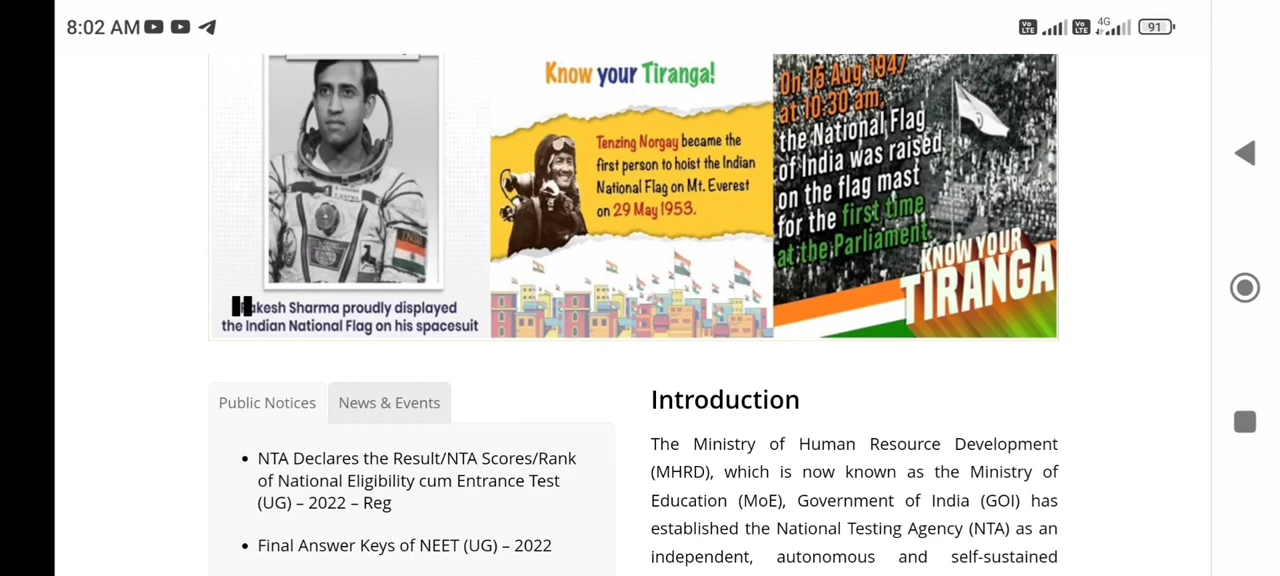 8:02 AM
Vo LTE
Vo LTE
4G
91
Know your Tiranga!
Tenzing Norgay became the
first person to hoist the Indian
National Flag on Mt. Everest
on 29 May 1953.
On 15 Aug 1947
at 10:30 am,
the National Flag
of India was raised
on the flag mast
for the first time
at the Parliament.
KNOW YOUR
TIRANGA
INDIA
akesh Sharma proudly displayed
the Indian National Flag on his spacesuit
Public Notices
News & Events
• NTA Declares the Result/NTA Scores/Rank
of National Eligibility cum Entrance Test
(UG) – 2022 – Reg
• Final Answer Keys of NEET (UG) – 2022
Introduction
The Ministry of Human Resource Development
(MHRD), which is now known as the Ministry of
Education (MoE), Government of India (GOI) has
established the National Testing Agency (NTA) as an
independent, autonomous and self-sustained